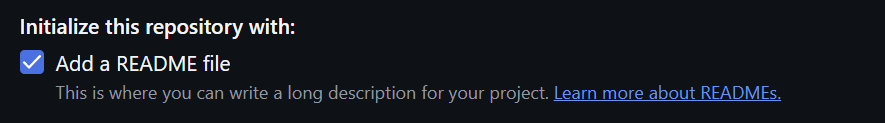 Initialize this repository with:
Add a README file
This is where you can write a long description for your project. Learn more about READMEs.